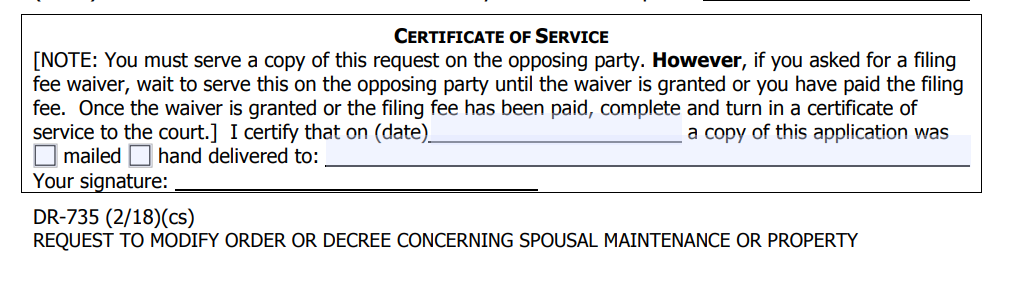 CERTIFICATE OF SERVICE
[NOTE: You must serve a copy of this request on the opposing party. However, if you asked for a filing
fee waiver, wait to serve this on the opposing party until the waiver is granted or you have paid the filing
fee. Once the waiver is granted or the filing fee has been paid, complete and turn in a certificate of
service to the court.] I certify that on (date) a copy of this application was
mailed hand delivered to:
Your signature:
DR-735 (2/18)(cs)
REQUEST TO MODIFY ORDER OR DECREE CONCERNING SPOUSAL MAINTENANCE OR PROPERTY